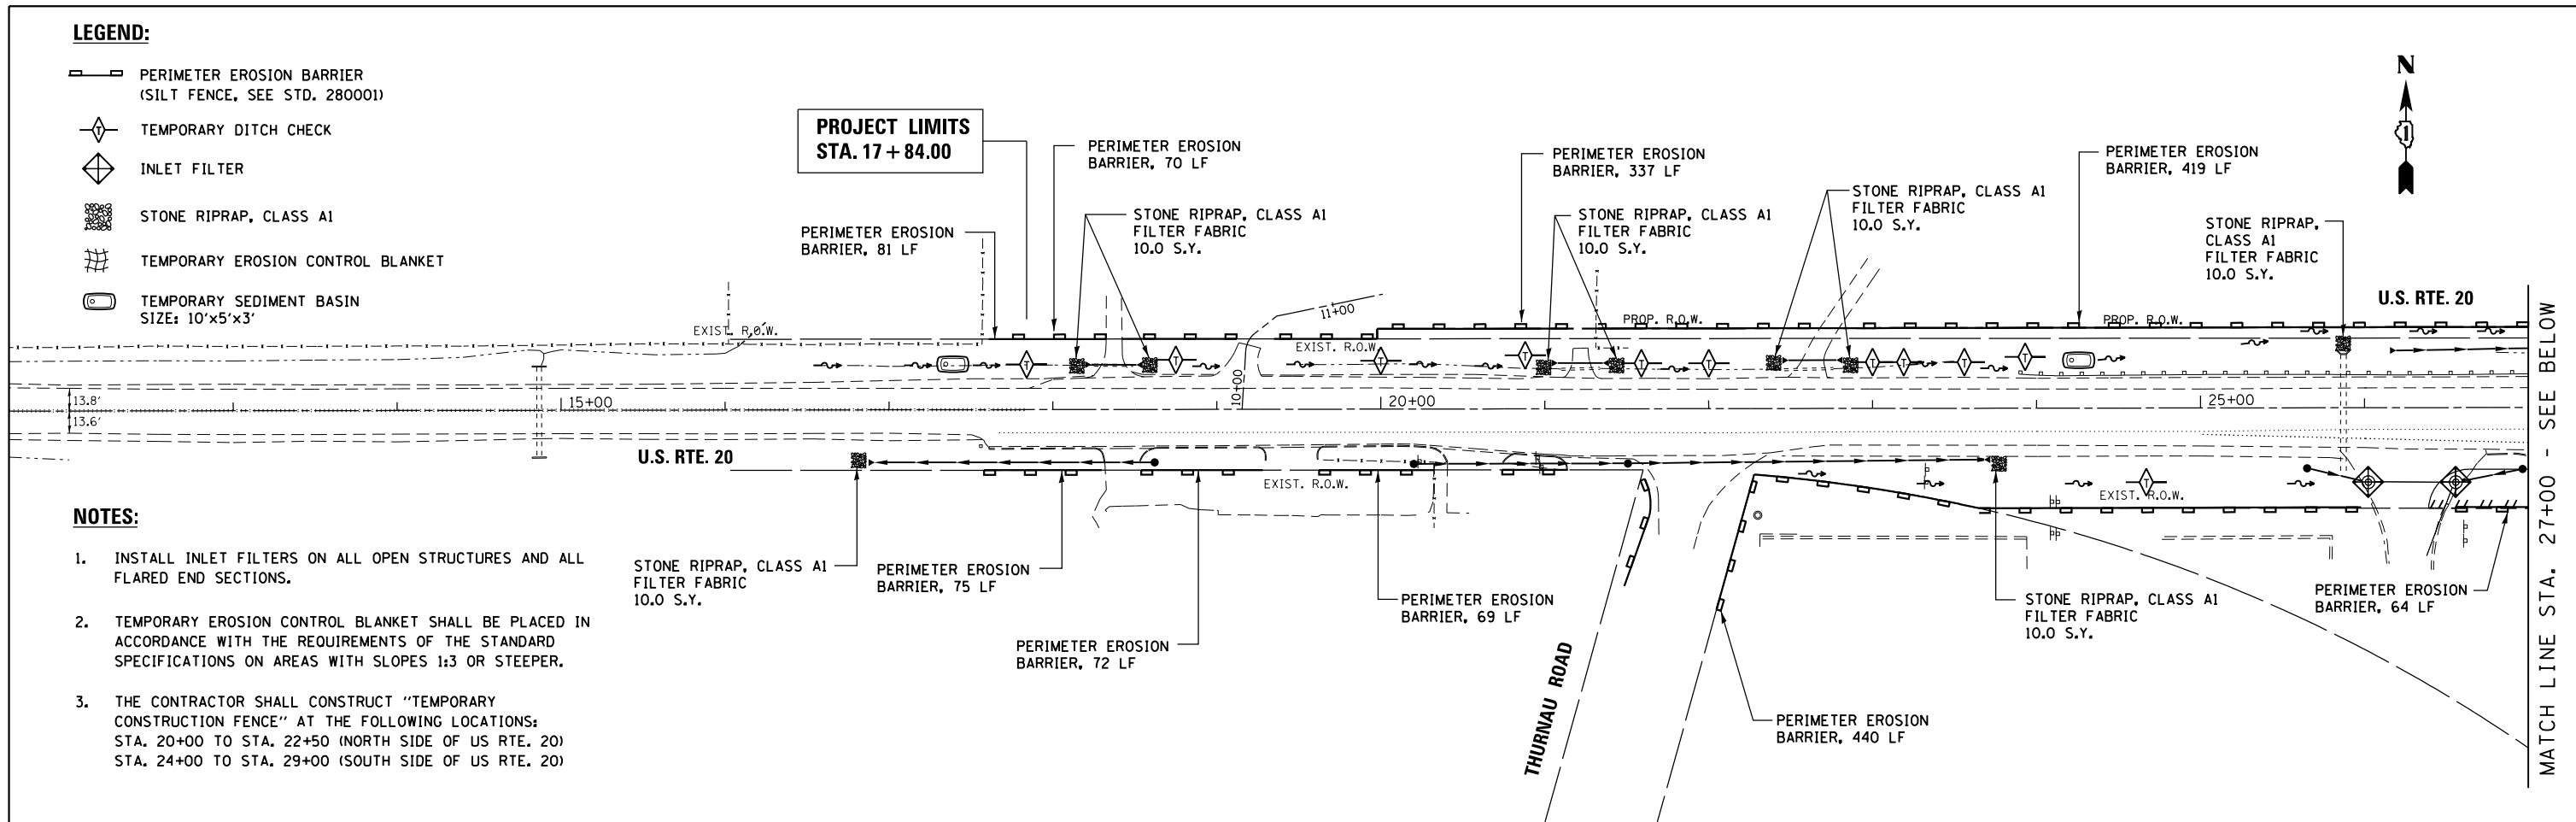 LEGEND:
PERIMETER EROSION BARRIER
(SILT FENCE, SEE STD. 280001)
T
TEMPORARY DITCH CHECK
INLET FILTER
STONE RIPRAP, CLASS A1
TEMPORARY EROSION CONTROL BLANKET
TEMPORARY SEDIMENT BASIN
SIZE: 10'x5'x3'
PROJECT LIMITS
STA. 17+84.00
PERIMETER EROSION
BARRIER, 70 LF
PERIMETER EROSION
BARRIER, 81 LF
STONE RIPRAP, CLASS A1
FILTER FABRIC
10.0 S.Y.
PERIMETER EROSION
BARRIER, 337 LF
STONE RIPRAP, CLASS A1
FILTER FABRIC
10.0 S.Y.
STONE RIPRAP, CLASS A1
FILTER FABRIC
10.0 S.Y.
PERIMETER EROSION
BARRIER, 419 LF
STONE RIPRAP,
CLASS A1
FILTER FABRIC
10.0 S.Y.
N
1
U.S. RTE. 20
EXIST. R.O.W.
11+00
EXIST. R.O.W.
PROP. R.O.W.
PROP. R.O.W.
T
T
T
T
T
T
T
T
T
T
13.8'
13.6'
15+00
10+00
20+00
25+00
U.S. RTE. 20
EXIST. R.O.W.
T
EXIST. R.O.W.
MATCH LINE STA. 27+00 - SEE BELOW
NOTES:
1. INSTALL INLET FILTERS ON ALL OPEN STRUCTURES AND ALL
FLARED END SECTIONS.
2. TEMPORARY EROSION CONTROL BLANKET SHALL BE PLACED IN
ACCORDANCE WITH THE REQUIREMENTS OF THE STANDARD
SPECIFICATIONS ON AREAS WITH SLOPES 1:3 OR STEEPER.
3. THE CONTRACTOR SHALL CONSTRUCT "TEMPORARY
CONSTRUCTION FENCE" AT THE FOLLOWING LOCATIONS:
STA. 20+00 TO STA. 22+50 (NORTH SIDE OF US RTE. 20)
STA. 24+00 TO STA. 29+00 (SOUTH SIDE OF US RTE. 20)
STONE RIPRAP, CLASS A1
FILTER FABRIC
10.0 S.Y.
PERIMETER EROSION
BARRIER, 75 LF
PERIMETER EROSION
BARRIER, 72 LF
PERIMETER EROSION
BARRIER, 69 LF
THURNAU ROAD
PERIMETER EROSION
BARRIER, 440 LF
STONE RIPRAP, CLASS A1
FILTER FABRIC
10.0 S.Y.
PERIMETER EROSION
BARRIER, 64 LF